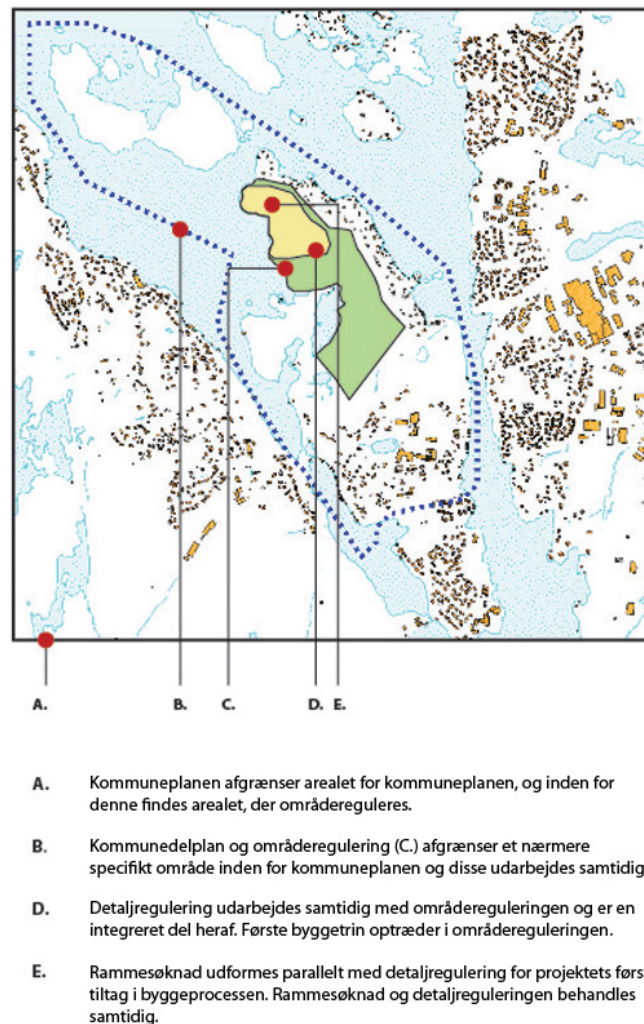 A. B. C. D. E.
A. Kommuneplanen afgrænser arealet for kommuneplanen, og inden for
denne findes arealet, der områdereguleres.
B. Kommunedelplan og områderegulering (C.) afgrænser et nærmere
specifikt område inden for kommuneplanen og disse udarbejdes samtidig
D. Detaljregulering udarbejdes samtidig med områdereguleringen og er en
integreret del heraf. Første byggetrin optræder i områdereguleringen.
E. Rammesøknad udformes parallelt med detaljregulering for projektets førs
tiltag i byggeprocessen. Rammesøknad og detaljreguleringen behandles
samtidig.